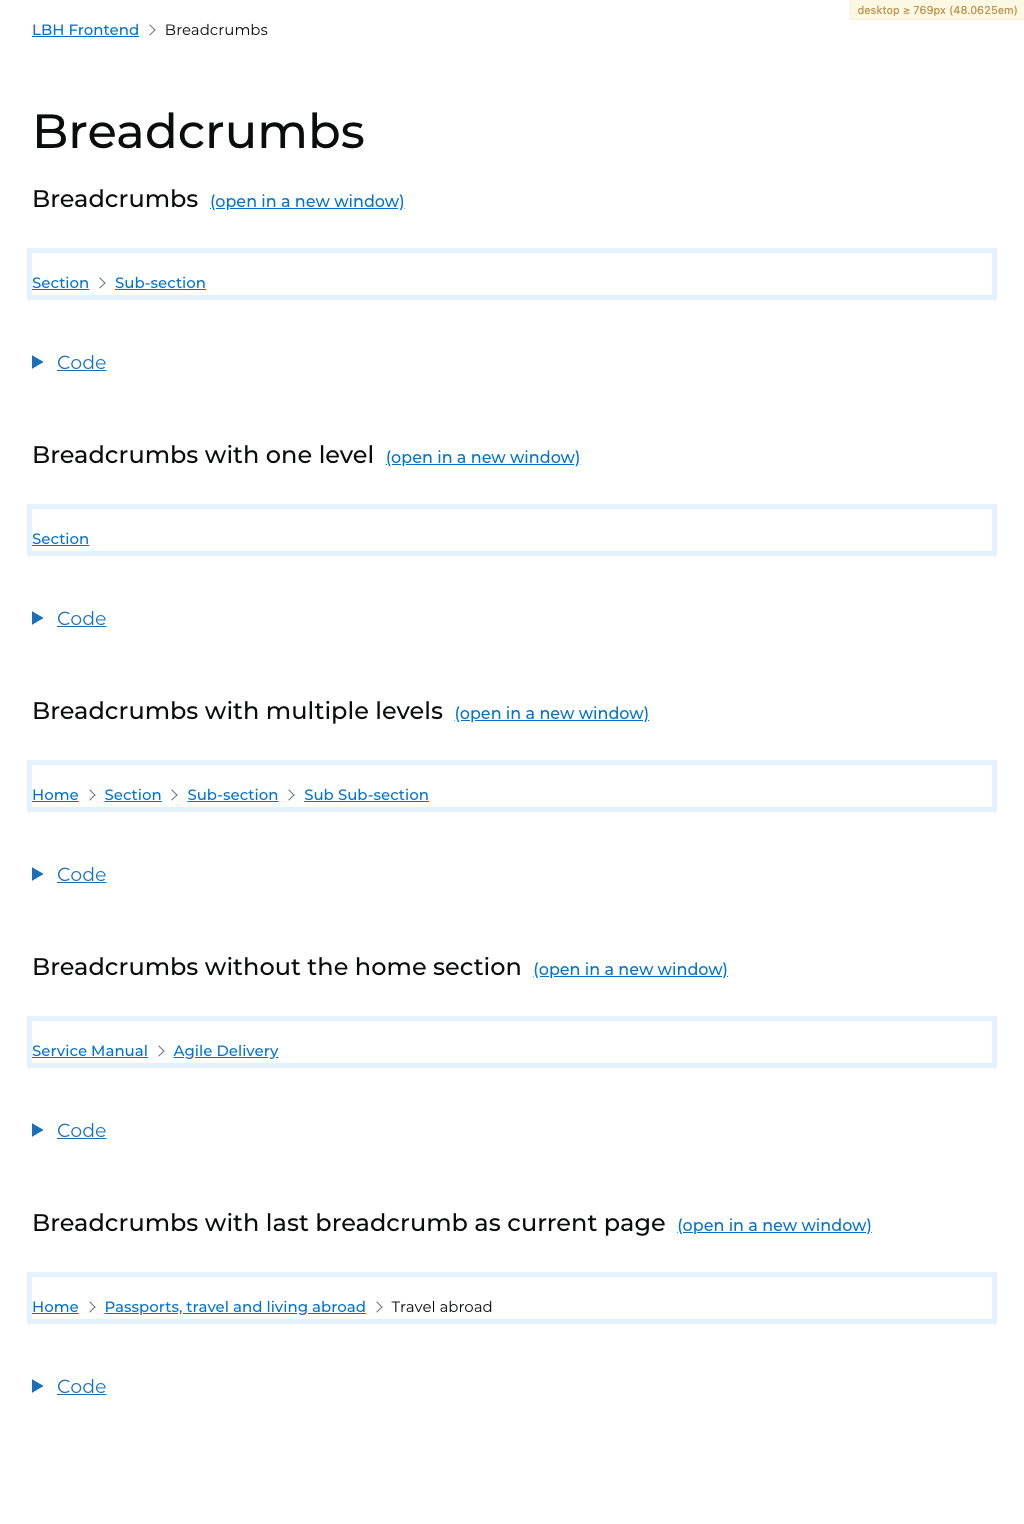 desktop ≥ 769px (48.0625em)
LBH Frontend > Breadcrumbs
Breadcrumbs
Breadcrumbs (open in a new window)
Section > Sub-section
Code
Breadcrumbs with one level (open in a new window)
Section
Code
Breadcrumbs with multiple levels (open in a new window)
Home > Section > Sub-section > Sub Sub-section
Code
Breadcrumbs without the home section (open in a new window)
Service Manual > Agile Delivery
Code
Breadcrumbs with last breadcrumb as current page (open in a new window)
Home > Passports, travel and living abroad > Travel abroad
Code